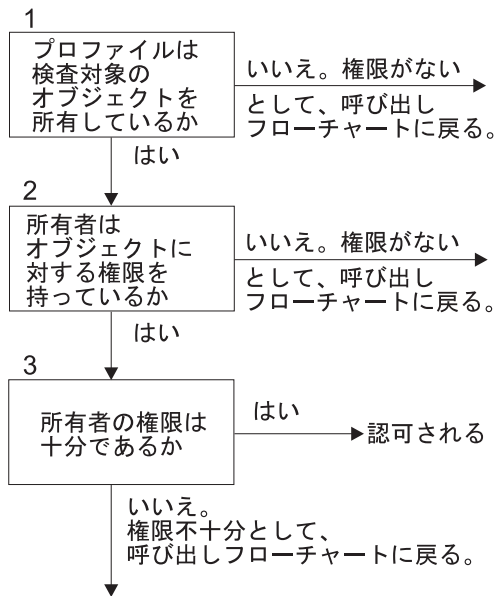 1
プロファイルは
検査対象の
オブジェクトを
所有しているか
いいえ。権限がない
として、呼び出し
フローチャートに戻る。
はい
2
所有者は
オブジェクトに
対する権限を
持っているか
いいえ。権限がない
として、呼び出し
フローチャートに戻る。
はい
3
所有者の権限は
十分であるか
はい
認可される
いいえ。
権限不十分として、
呼び出しフローチャートに戻る。